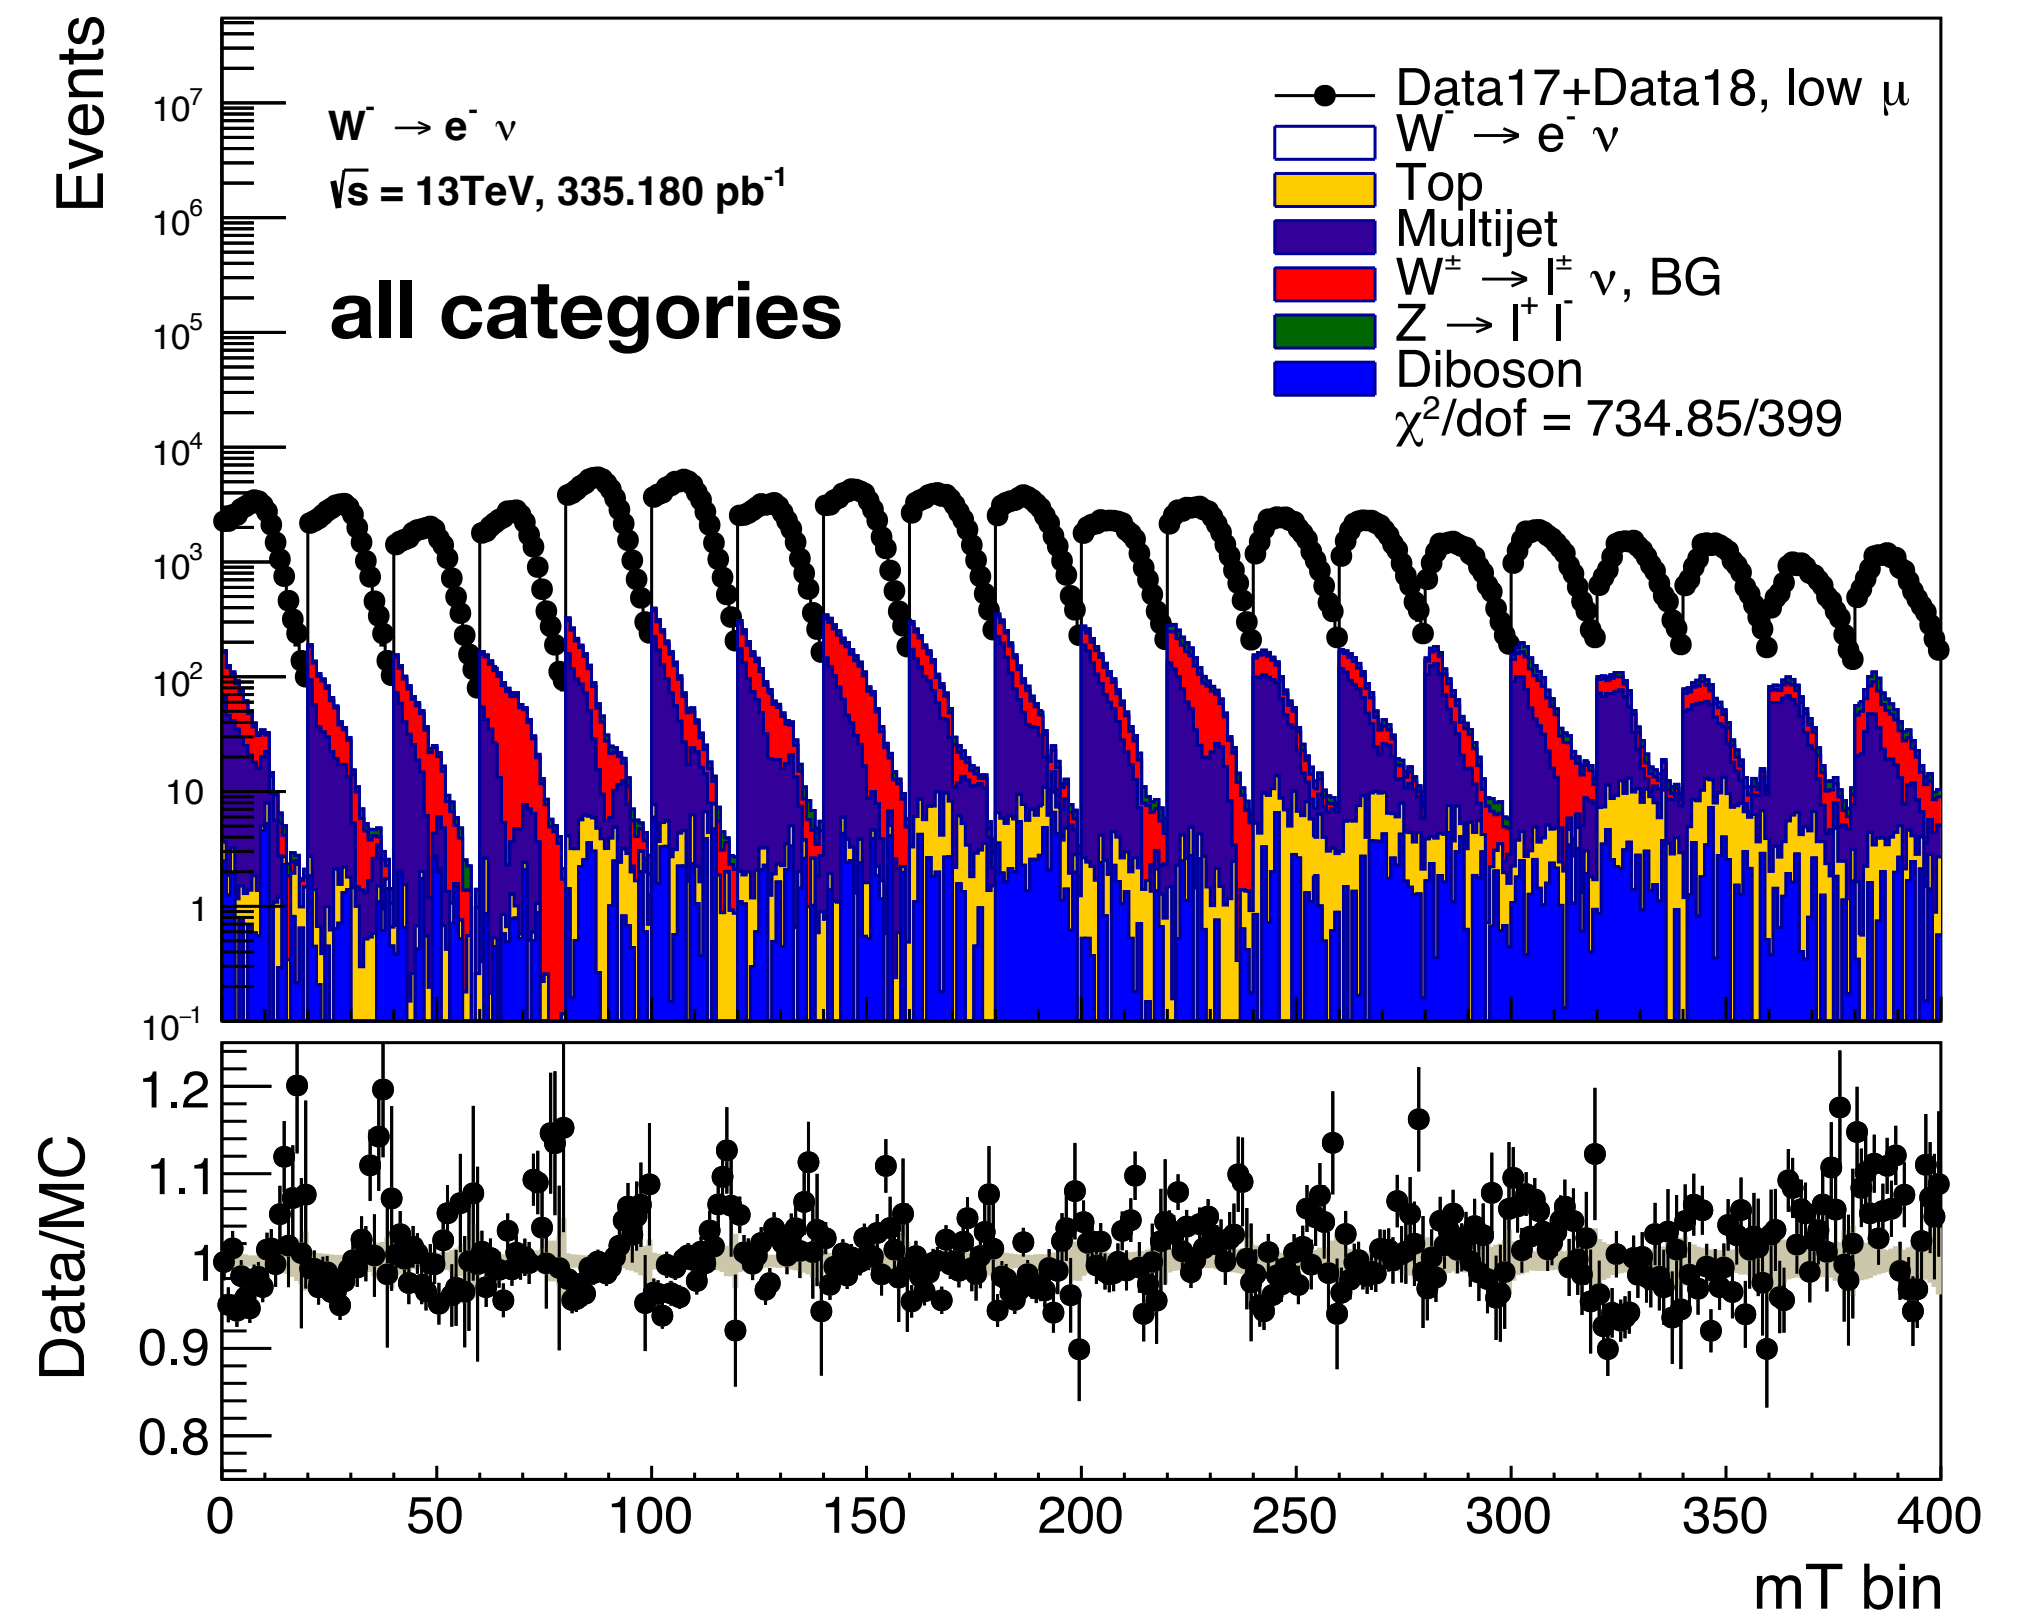 Events
10⁷
10⁶
10⁵
10⁴
10³
10²
10
1
10⁻¹
W⁻ → e⁻ ν
√s = 13TeV, 335.180 pb⁻¹
all categories
Data17+Data18, low μ
W⁻ → e⁻ ν
Top
Multijet
W± → l± ν, BG
Z → l⁺ l⁻
Diboson
χ²/dof = 734.85/399
Data/MC
1.2
1.1
1
0.9
0.8
0 50 100 150 200 250 300 350 400
mT bin